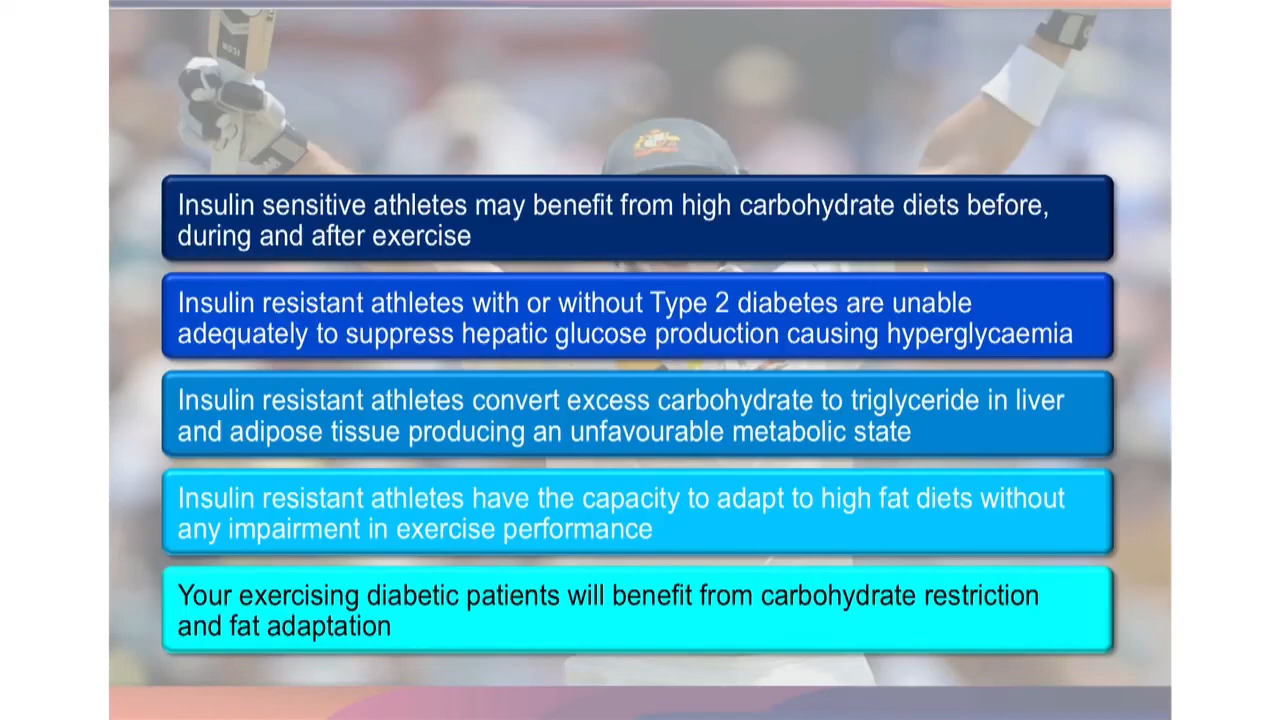 Insulin sensitive athletes may benefit from high carbohydrate diets before,
during and after exercise
Insulin resistant athletes with or without Type 2 diabetes are unable
adequately to suppress hepatic glucose production causing hyperglycaemia
Insulin resistant athletes convert excess carbohydrate to triglyceride in liver
and adipose tissue producing an unfavourable metabolic state
Insulin resistant athletes have the capacity to adapt to high fat diets without
any impairment in exercise performance
Your exercising diabetic patients will benefit from carbohydrate restriction
and fat adaptation